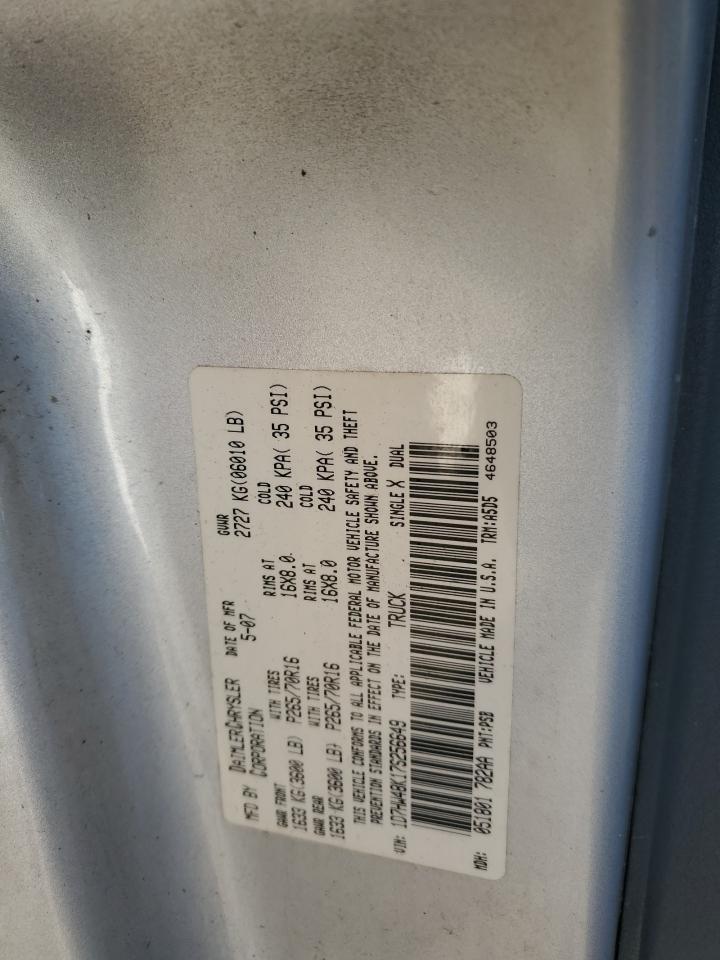 MFD BY DAIMLERCHRYSLER CORPORATION
DATE OF MFR 5-07
GVWR 2727 KG(06010 LB)
GAWR FRONT WITH TIRES RIMS AT COLD
1633 KG(3600 LB) P265/70R16 16X8.0 240 KPA( 35 PSI)
GAWR REAR WITH TIRES RIMS AT COLD
1633 KG(3600 LB) P265/70R16 16X8.0 240 KPA( 35 PSI)
THIS VEHICLE CONFORMS TO ALL APPLICABLE FEDERAL MOTOR VEHICLE SAFETY AND THEFT
PREVENTION STANDARDS IN EFFECT ON THE DATE OF MANUFACTURE SHOWN ABOVE.
VIN: 1D7HW48K17S256649 TYPE: TRUCK SINGLE X DUAL
MDH: 051801 782AA PNT:PSB VEHICLE MADE IN U.S.A. TRM:A5D5 4648503